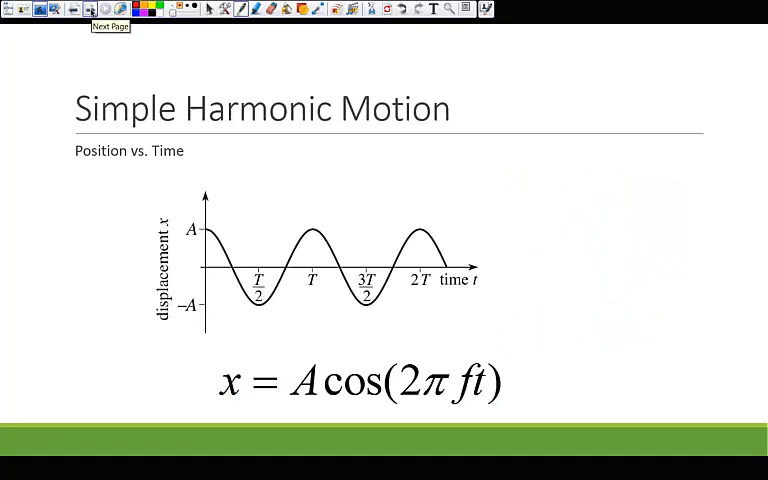 Next Page
Simple Harmonic Motion
Position vs. Time
displacement x
A
–A
T/2
T
3T/2
2T
time t
x = A cos(2π ft)